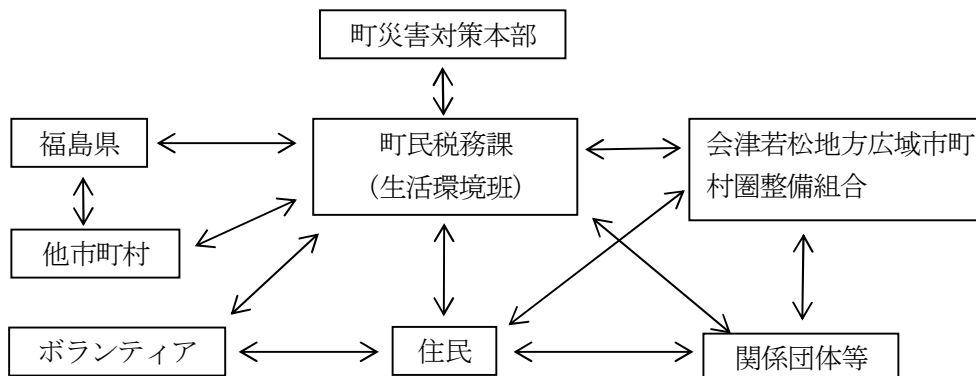 町災害対策本部
福島県
町民税務課
（生活環境班）
会津若松地方広域市町
村圏整備組合
他市町村
ボランティア
住民
関係団体等